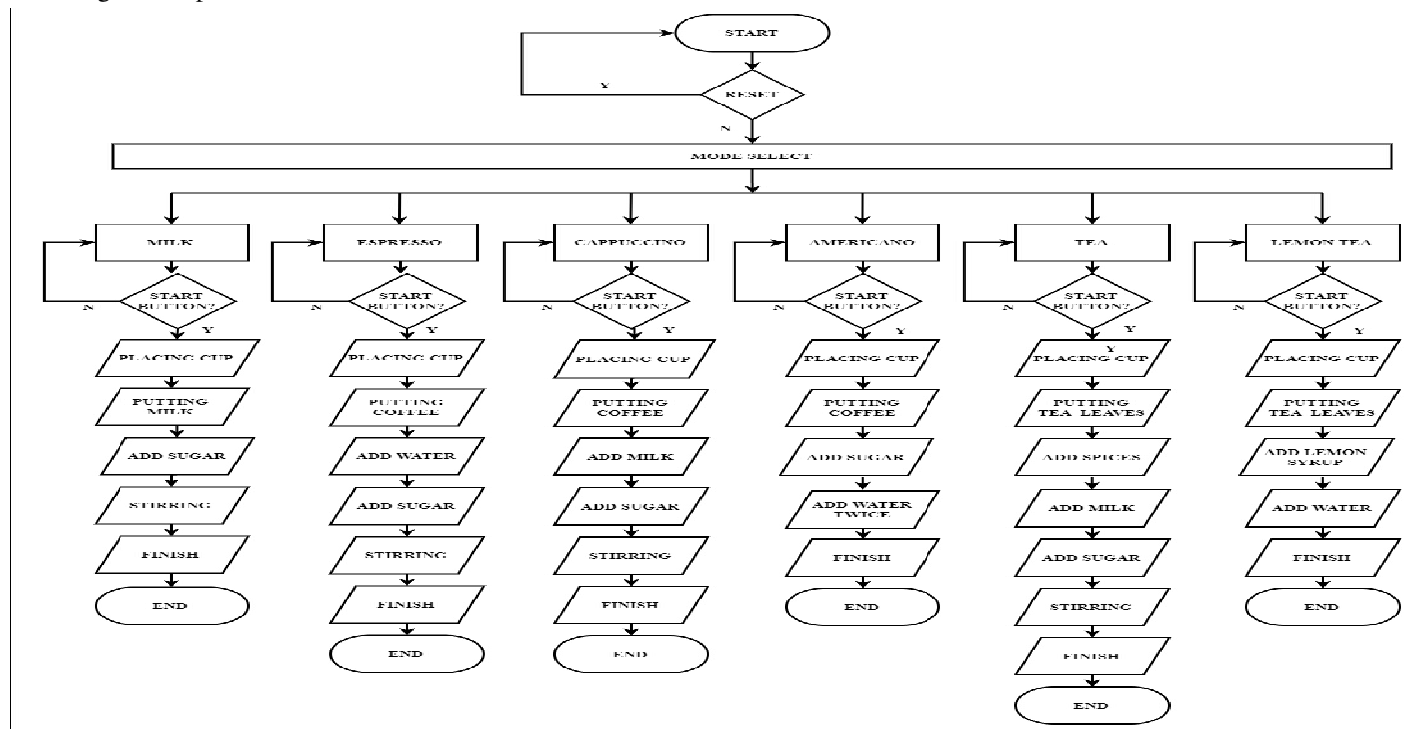 START
Y
RESET
N
MODE SELECT
MILK
START
BUTTON?
N
Y
PLACING CUP
PUTTING
MILK
ADD SUGAR
STIRRING
FINISH
END
ESPRESSO
START
BUTTON?
N
Y
PLACING CUP
PUTTING
COFFEE
ADD WATER
ADD SUGAR
STIRRING
FINISH
END
CAPPUCCINO
START
BUTTON?
N
Y
PLACING CUP
PUTTING
COFFEE
ADD MILK
ADD SUGAR
STIRRING
FINISH
END
AMERICANO
START
BUTTON?
N
Y
PLACING CUP
PUTTING
COFFEE
ADD SUGAR
ADD WATER
TWICE
FINISH
END
TEA
START
BUTTON?
N
Y
Y
PLACING CUP
PUTTING
TEA LEAVES
ADD SPICES
ADD MILK
ADD SUGAR
STIRRING
FINISH
END
LEMON TEA
START
BUTTON?
N
Y
PLACING CUP
PUTTING
TEA LEAVES
ADD LEMON
SYRUP
ADD WATER
FINISH
END